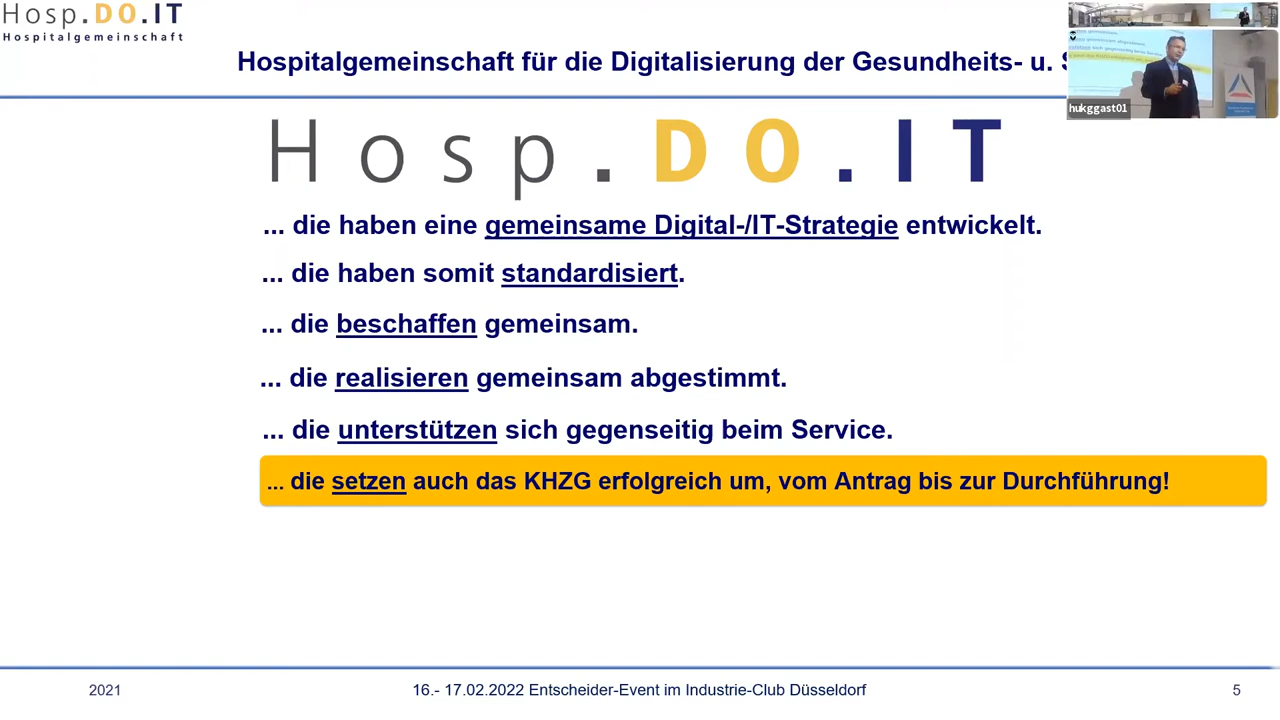 Hosp.DO.IT
Hospitalgemeinschaft
Hospitalgemeinschaft für die Digitalisierung der Gesundheits- u.
hukggast01
Hosp.DO.IT
... die haben eine gemeinsame Digital-/IT-Strategie entwickelt.
... die haben somit standardisiert.
... die beschaffen gemeinsam.
... die realisieren gemeinsam abgestimmt.
... die unterstützen sich gegenseitig beim Service.
... die setzen auch das KHZG erfolgreich um, vom Antrag bis zur Durchführung!
2021
16.- 17.02.2022 Entscheider-Event im Industrie-Club Düsseldorf
5